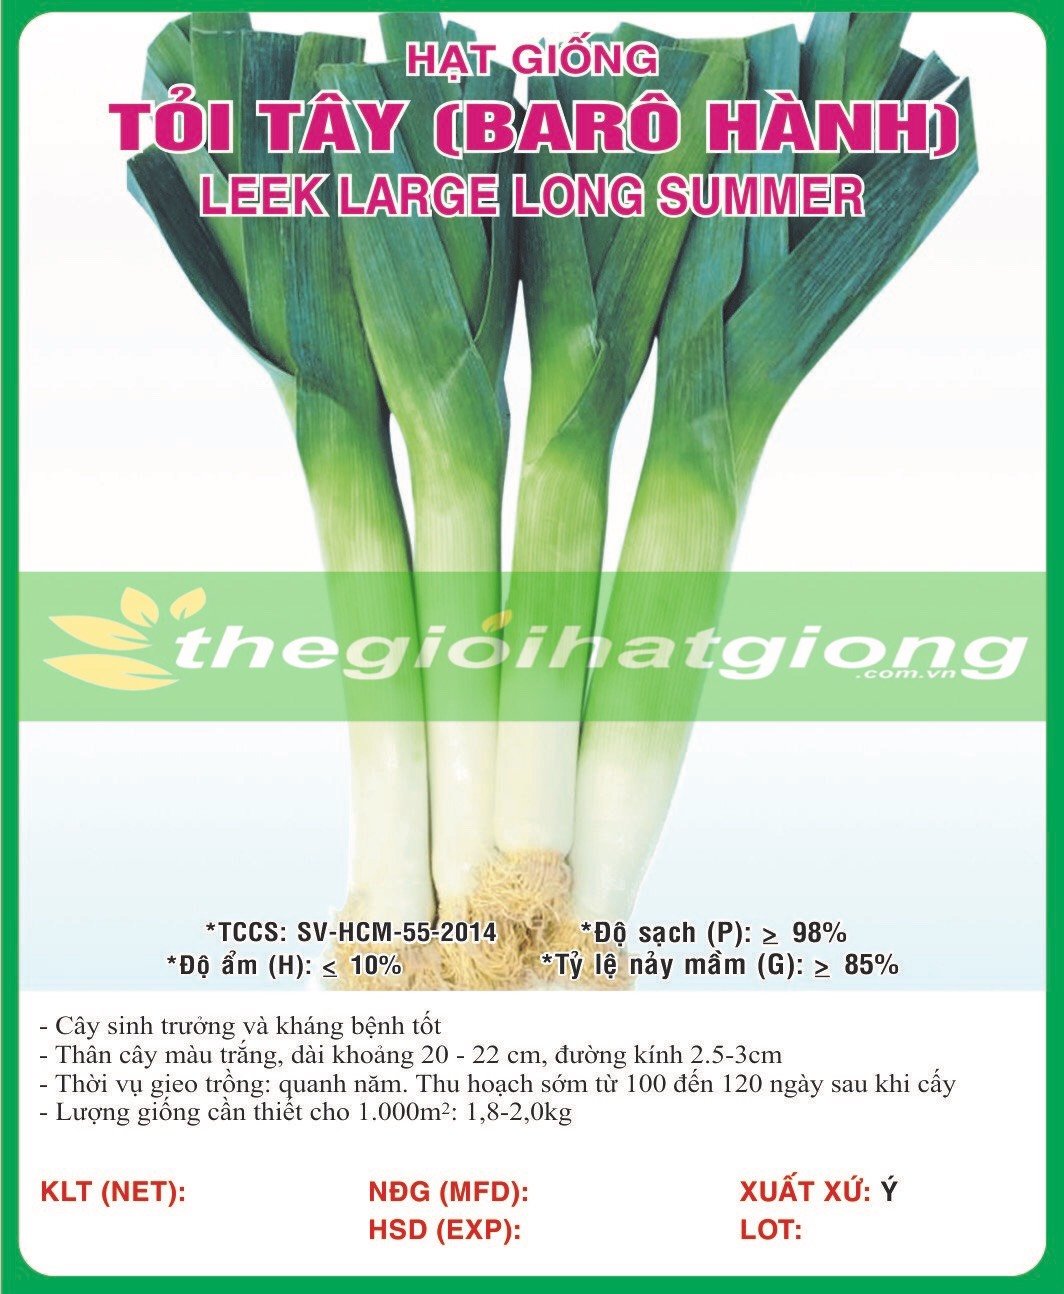 HẠT GIỐNG
TỎI TÂY (BARÔ HÀNH)
LEEK LARGE LONG SUMMER
thegioihatgiong
.com.vn
*TCCS: SV-HCM-55-2014 *Độ sạch (P): ≥ 98%
*Độ ẩm (H): ≤ 10% *Tỷ lệ nảy mầm (G): ≥ 85%
- Cây sinh trưởng và kháng bệnh tốt
- Thân cây màu trắng, dài khoảng 20 - 22 cm, đường kính 2.5-3cm
- Thời vụ gieo trồng: quanh năm. Thu hoạch sớm từ 100 đến 120 ngày sau khi cấy
- Lượng giống cần thiết cho 1.000m²: 1,8-2,0kg
KLT (NET): NĐG (MFD): XUẤT XỨ: Ý
HSD (EXP): LOT: